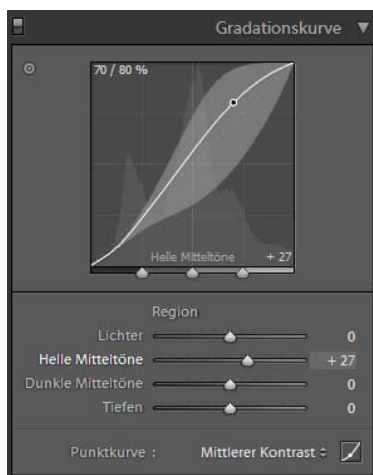 Gradationskurve
70 / 80 %
Helle Mitteltöne + 27
Region
Lichter 0
Helle Mitteltöne + 27
Dunkle Mitteltöne 0
Tiefen 0
Punktkurve : Mittlerer Kontrast